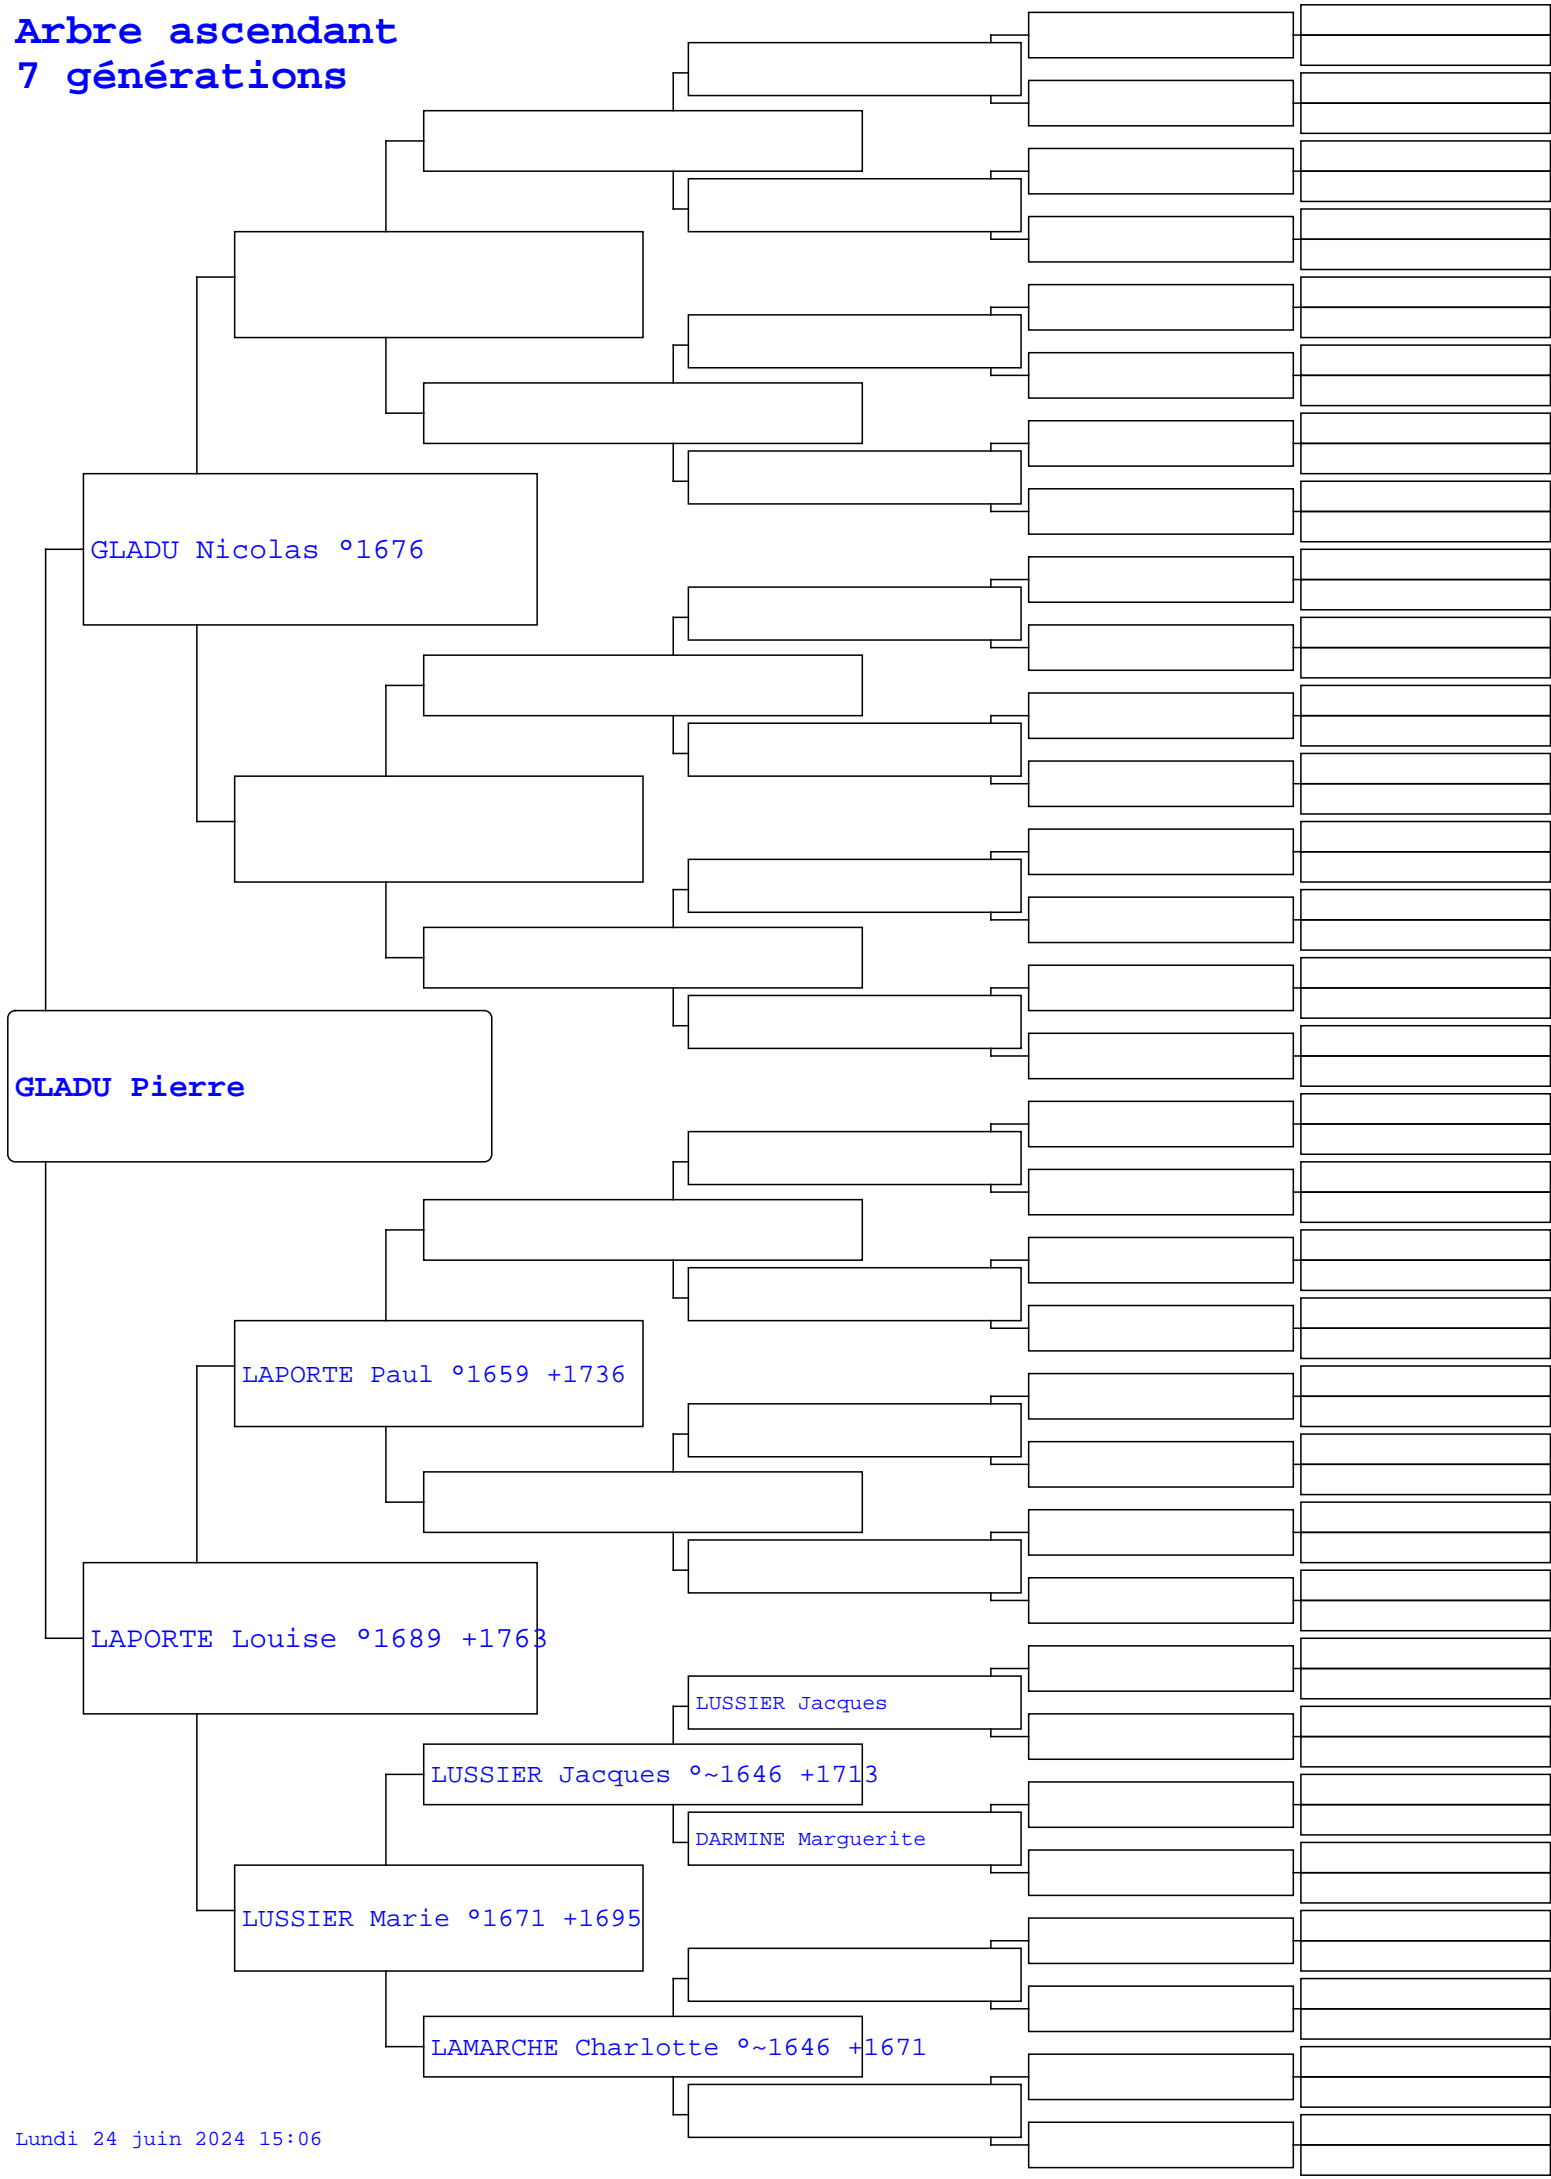 Arbre ascendant
7 générations
GLADU Nicolas °1676
GLADU Pierre
LAPORTE Paul °1659 +1736
LAPORTE Louise °1689 +1763
LUSSIER Jacques
LUSSIER Jacques °~1646 +1713
DARMINE Marguerite
LUSSIER Marie °1671 +1695
LAMARCHE Charlotte °~1646 +1671
Lundi 24 juin 2024 15:06